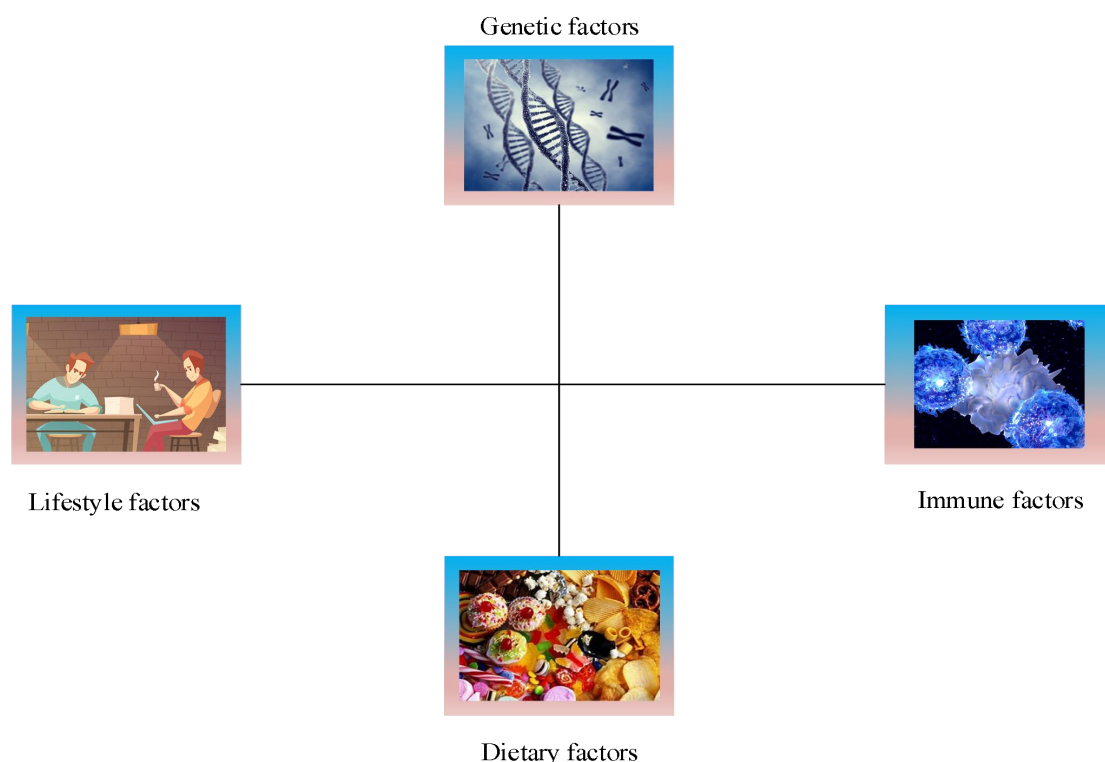 Genetic factors
Lifestyle factors
Immune factors
Dietary factors